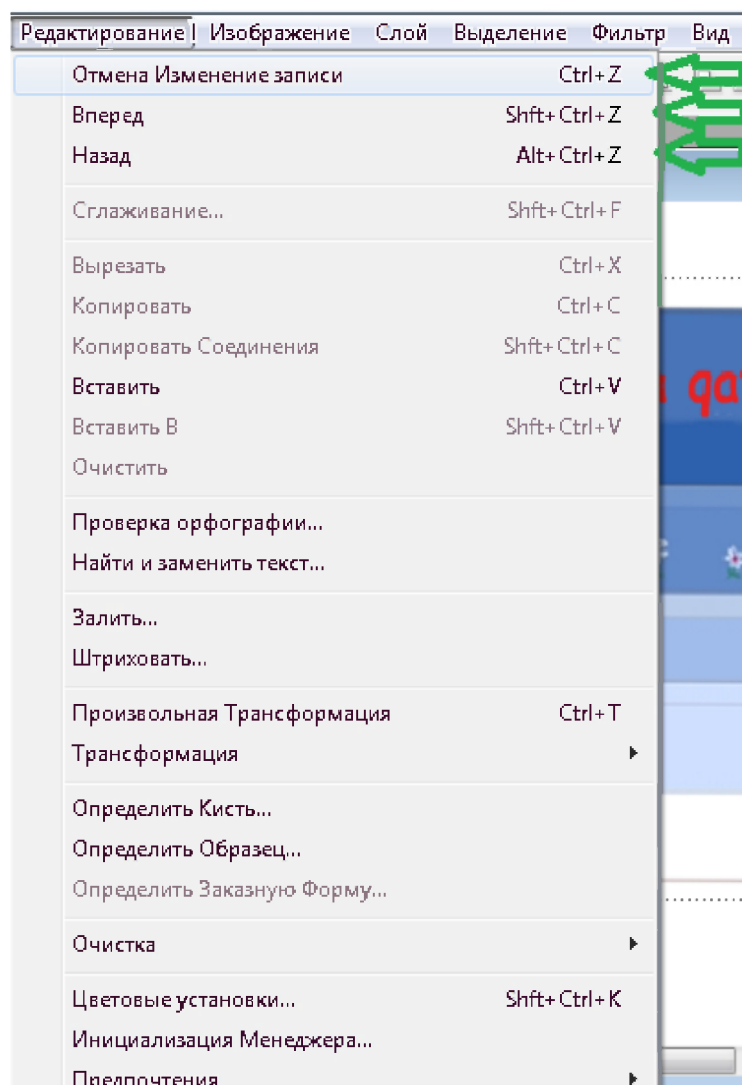 Редактирование Изображение Слой Выделение Фильтр Вид
Отмена Изменение записи Ctrl+Z
Вперед Shft+Ctrl+Z
Назад Alt+Ctrl+Z
Сглаживание... Shft+Ctrl+F
Вырезать Ctrl+X
Копировать Ctrl+C
Копировать Соединения Shft+Ctrl+C
Вставить Ctrl+V
Вставить В Shft+Ctrl+V
Очистить
Проверка орфографии...
Найти и заменить текст...
Залить...
Штриховать...
Произвольная Трансформация Ctrl+T
Трансформация
Определить Кисть...
Определить Образец...
Определить Заказную Форму...
Очистка
Цветовые установки... Shft+Ctrl+K
Инициализация Менеджера...
Предпочтения